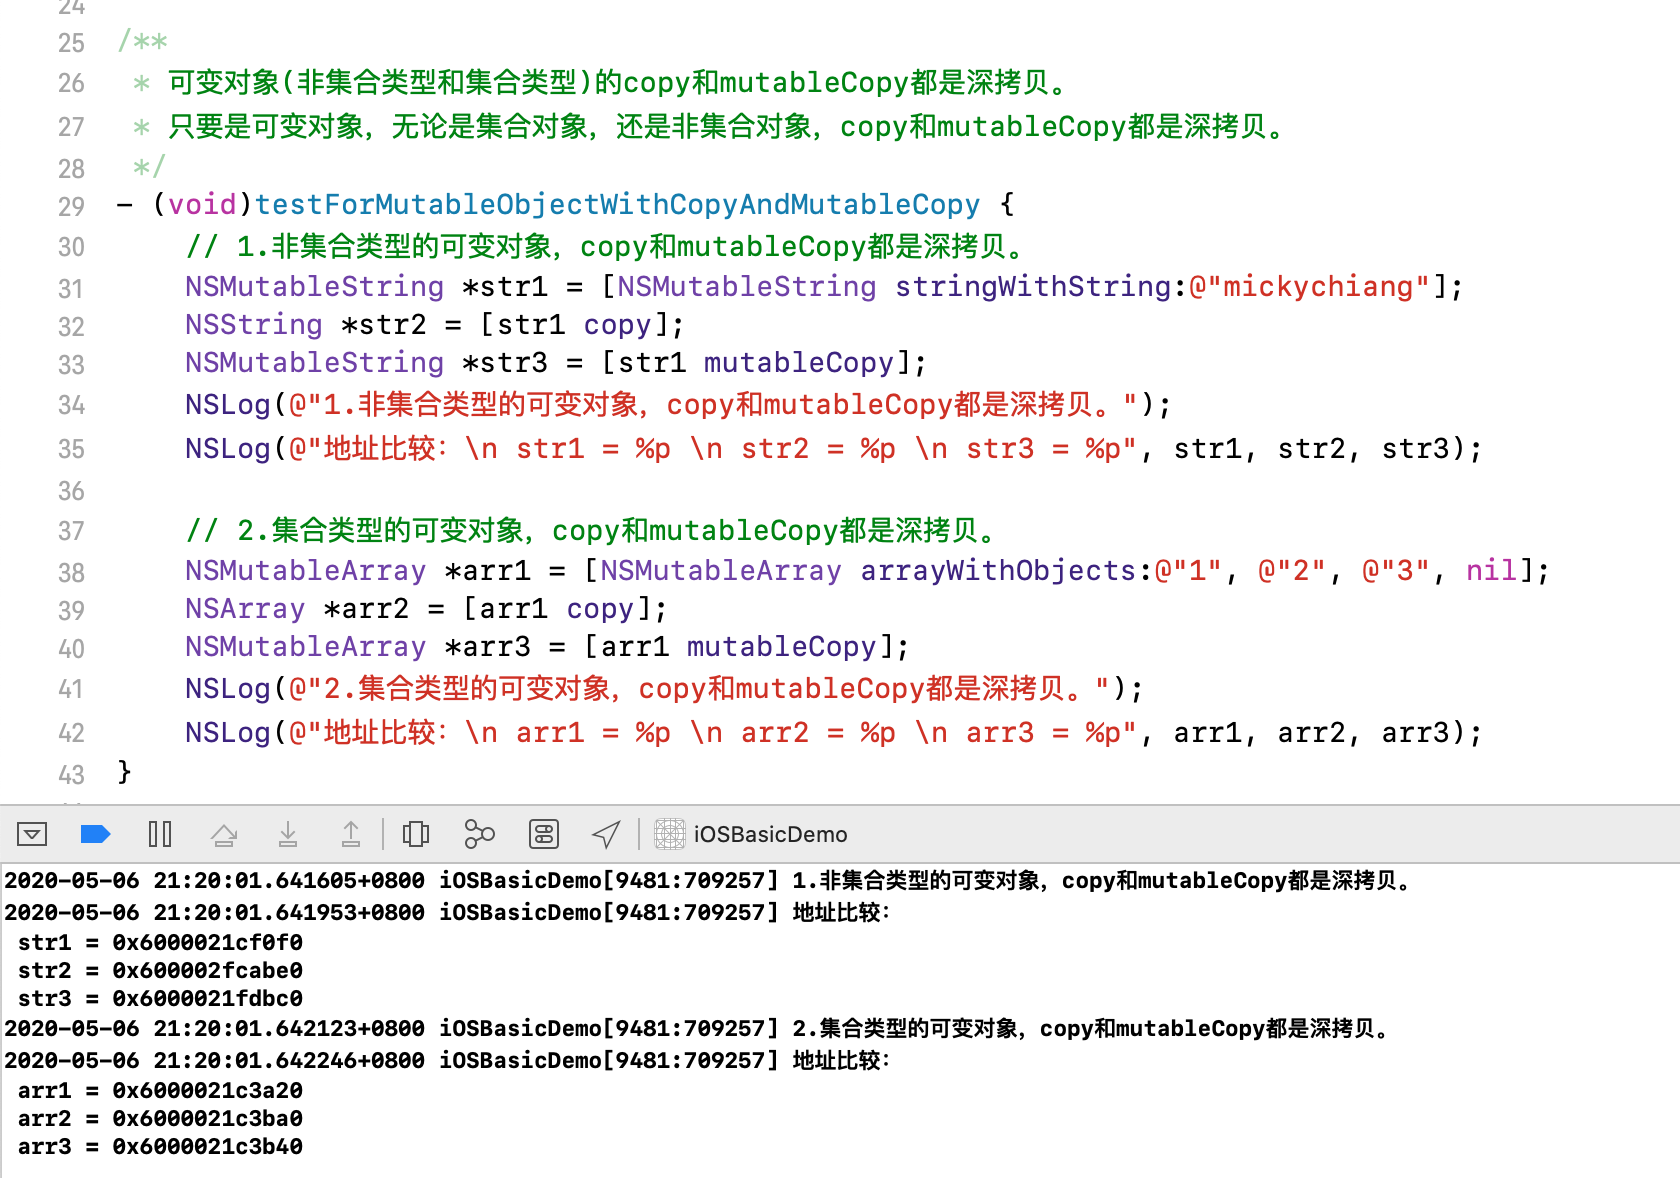 24
25 /**
26 * 可变对象(非集合类型和集合类型)的copy和mutableCopy都是深拷贝。
27 * 只要是可变对象，无论是集合对象，还是非集合对象，copy和mutableCopy都是深拷贝。
28 */
29 - (void)testForMutableObjectWithCopyAndMutableCopy {
30 // 1.非集合类型的可变对象，copy和mutableCopy都是深拷贝。
31 NSMutableString *str1 = [NSMutableString stringWithString:@"mickychiang"];
32 NSString *str2 = [str1 copy];
33 NSMutableString *str3 = [str1 mutableCopy];
34 NSLog(@"1.非集合类型的可变对象，copy和mutableCopy都是深拷贝。");
35 NSLog(@"地址比较：\n str1 = %p \n str2 = %p \n str3 = %p", str1, str2, str3);
36
37 // 2.集合类型的可变对象，copy和mutableCopy都是深拷贝。
38 NSMutableArray *arr1 = [NSMutableArray arrayWithObjects:@"1", @"2", @"3", nil];
39 NSArray *arr2 = [arr1 copy];
40 NSMutableArray *arr3 = [arr1 mutableCopy];
41 NSLog(@"2.集合类型的可变对象，copy和mutableCopy都是深拷贝。");
42 NSLog(@"地址比较：\n arr1 = %p \n arr2 = %p \n arr3 = %p", arr1, arr2, arr3);
43 }
iOSBasicDemo
2020-05-06 21:20:01.641605+0800 iOSBasicDemo[9481:709257] 1.非集合类型的可变对象，copy和mutableCopy都是深拷贝。
2020-05-06 21:20:01.641953+0800 iOSBasicDemo[9481:709257] 地址比较：
str1 = 0x6000021cf0f0
str2 = 0x600002fcabe0
str3 = 0x6000021fdbc0
2020-05-06 21:20:01.642123+0800 iOSBasicDemo[9481:709257] 2.集合类型的可变对象，copy和mutableCopy都是深拷贝。
2020-05-06 21:20:01.642246+0800 iOSBasicDemo[9481:709257] 地址比较：
arr1 = 0x6000021c3a20
arr2 = 0x6000021c3ba0
arr3 = 0x6000021c3b40